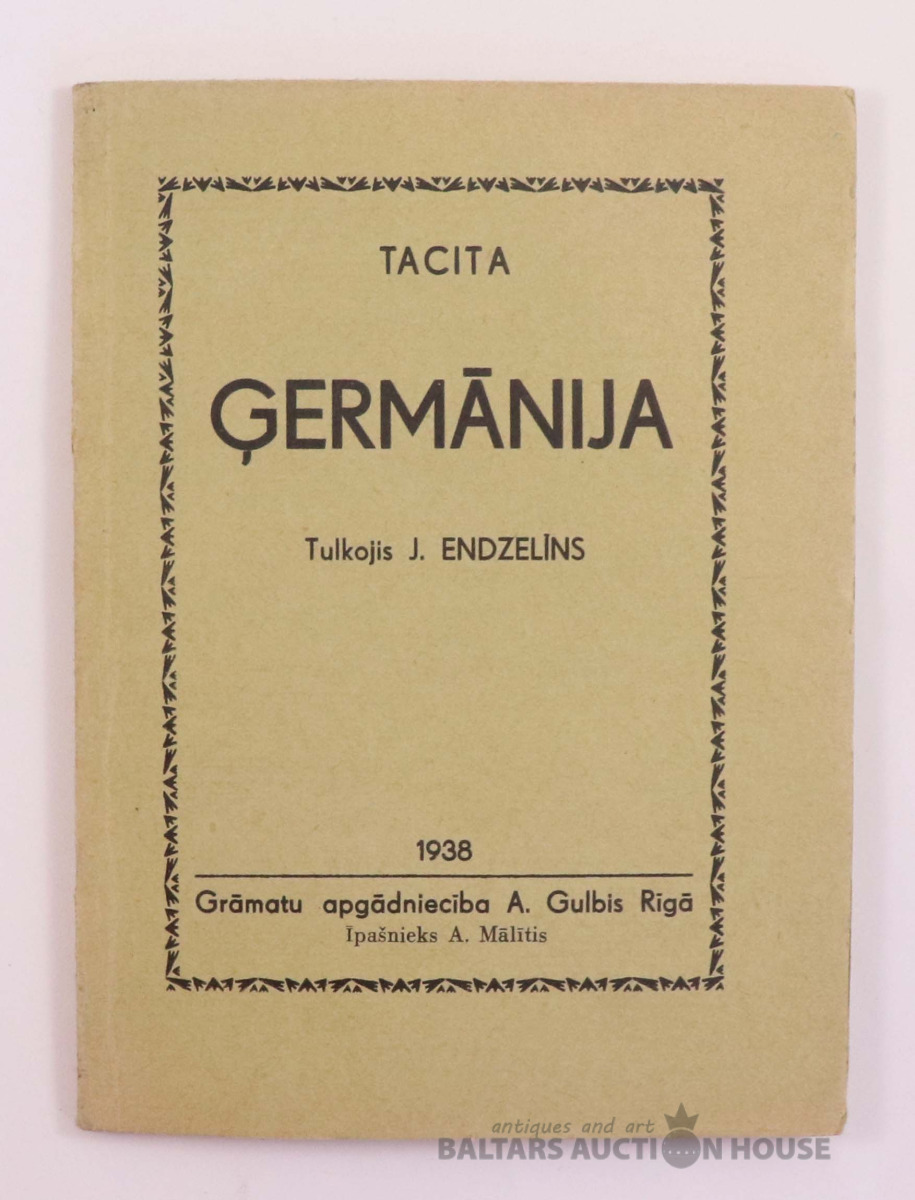 TACITA
ĢERMĀNIJA
Tulkojis J. ENDZELĪNS
1938
Grāmatu apgādniecība A. Gulbis Rīgā
Īpašnieks A. Mālītis
antiques and art
BALTARS AUCTION HOUSE